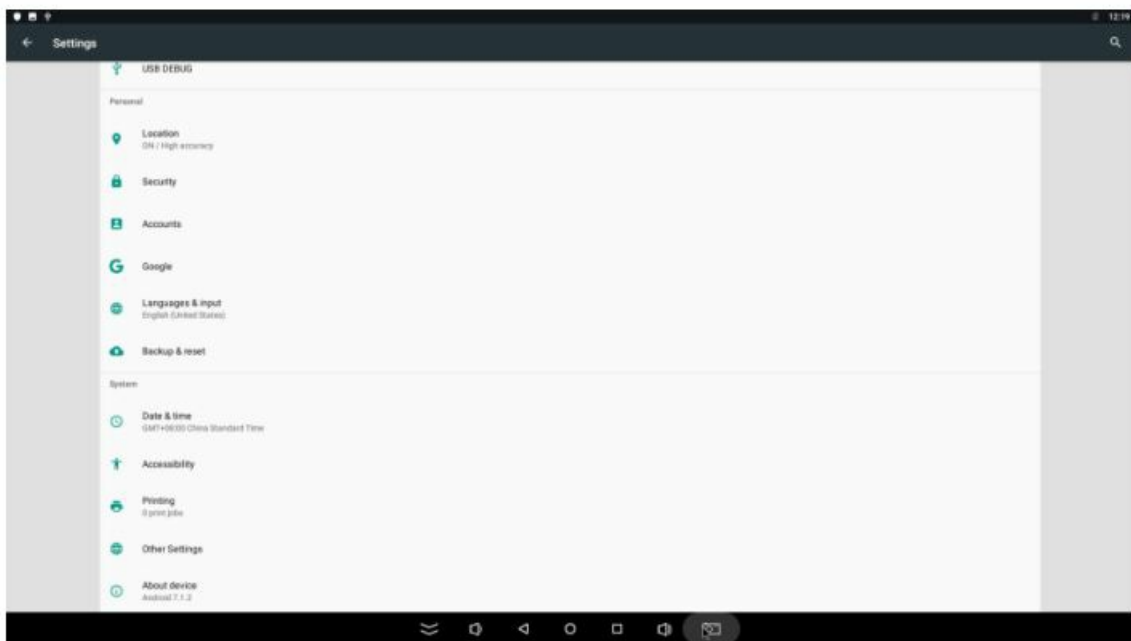 12:19
Settings
USB DEBUG
Personal
Location
ON / High accuracy
Security
Accounts
Google
Languages & input
English (United States)
Backup & reset
System
Date & time
GMT+08:00 China Standard Time
Accessibility
Printing
0 print jobs
Other Settings
About device
Android 7.1.2